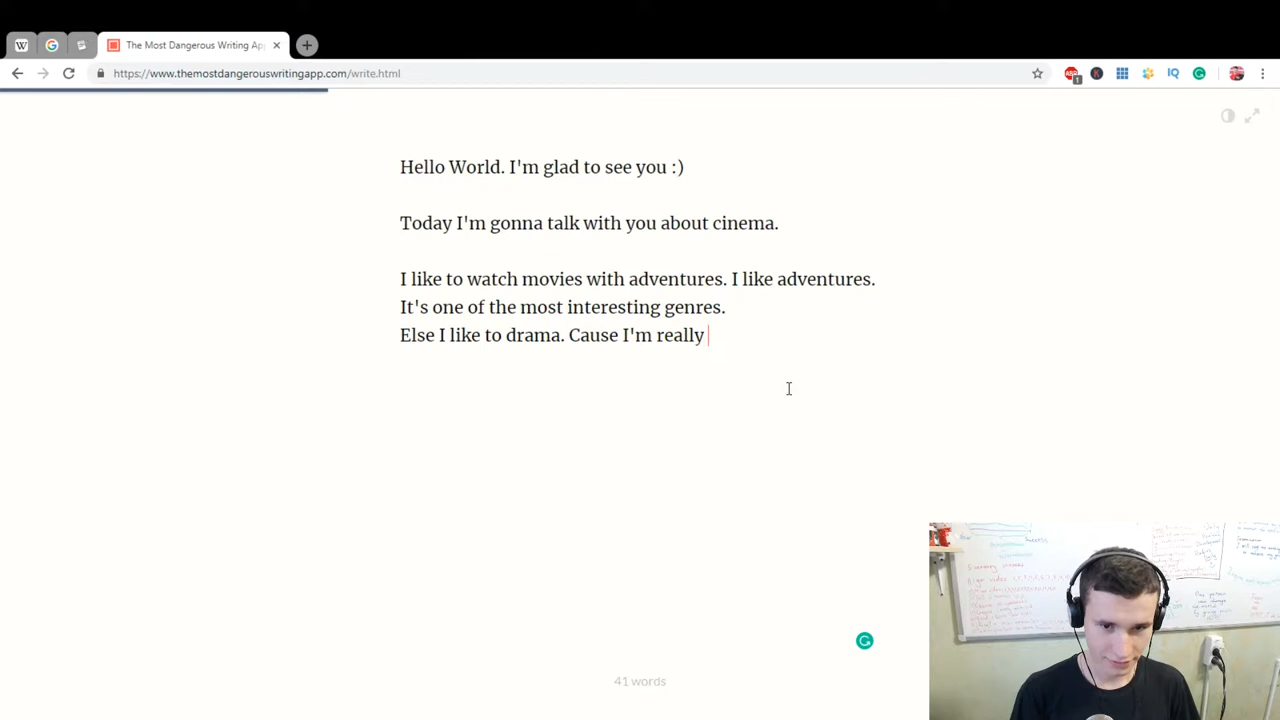 The Most Dangerous Writing Ap
https://www.themostdangerouswritingapp.com/write.html
Hello World. I'm glad to see you :)
Today I'm gonna talk with you about cinema.
I like to watch movies with adventures. I like adventures.
It's one of the most interesting genres.
Else I like to drama. Cause I'm really
41 words